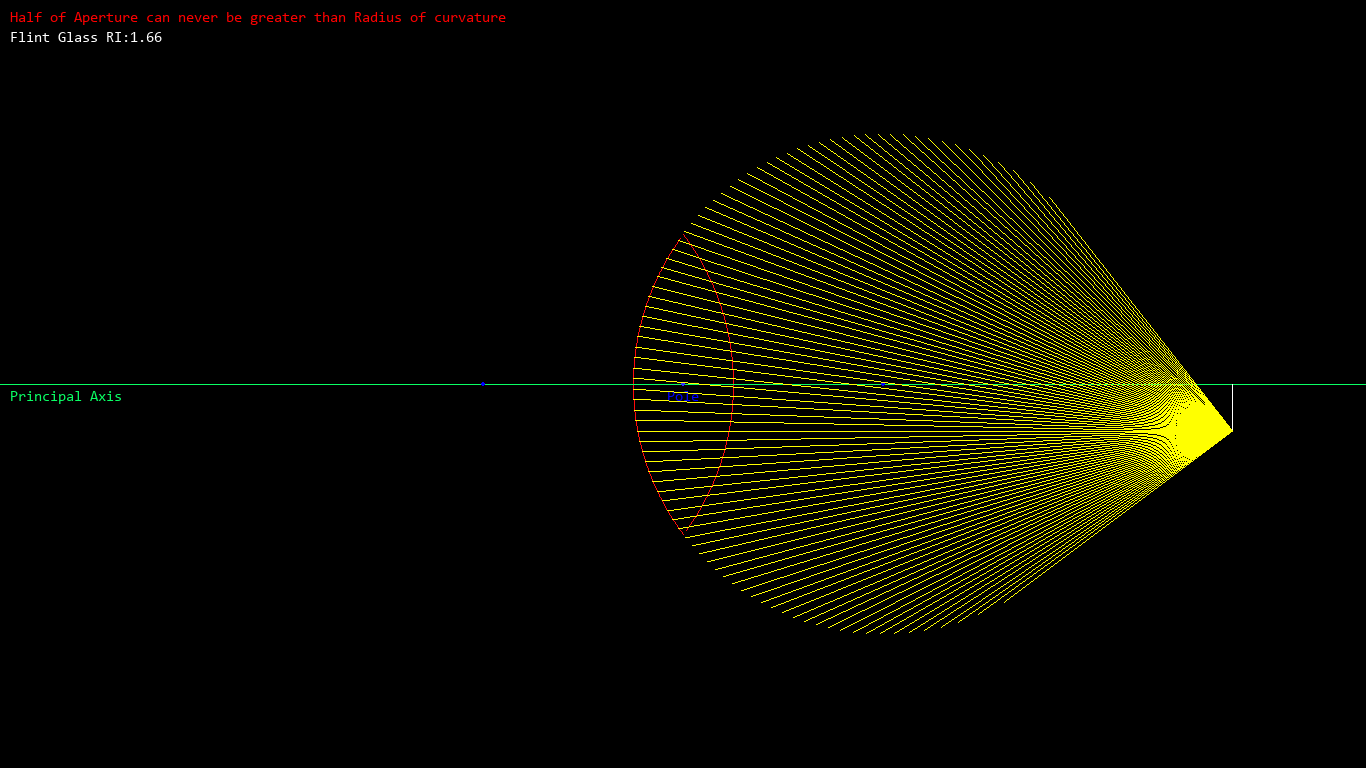 Half of Aperture can never be greater than Radius of curvature
Flint Glass RI:1.66
Principal Axis
Pole